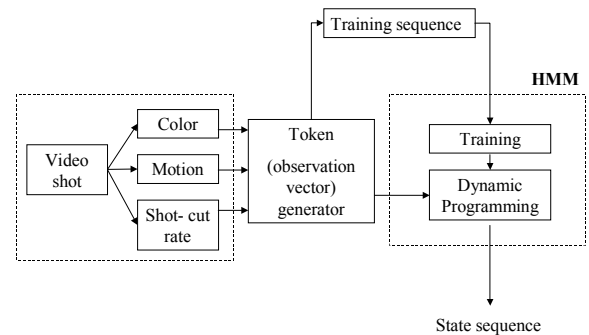 Training sequence
HMM
Color
Video
shot
Motion
Shot- cut
rate
Token
(observation
vector)
generator
Training
Dynamic
Programming
State sequence